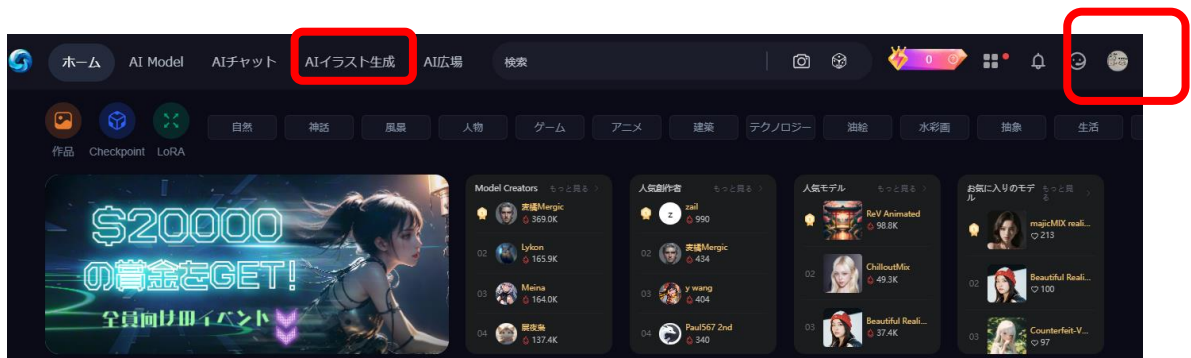 ホーム AI Model AIチャット AIイラスト生成 AI広場 検索 0
自然 神話 風景 人物 ゲーム アニメ 建築 テクノロジー 油絵 水彩画 抽象 生活
作品 Checkpoint LoRA
$20000
の賞金をGET!
全員向けのイベント
Model Creators もっと見る
実橘Mergic
369.0K
02 Lykon
165.9K
03 Meina
164.0K
04
137.4K
人気創作者 もっと見る
z zail
990
02 実橘Mergic
434
03 y wang
404
04 Paul567 2nd
340
人気モデル もっと見る
ReV Animated
98.8K
02 ChilloutMix
49.3K
03 Beautiful Reali...
37.4K
お気に入りのモデル もっと見る
majicMIX reali...
213
02 Beautiful Reali...
100
03 Counterfeit-V...
97